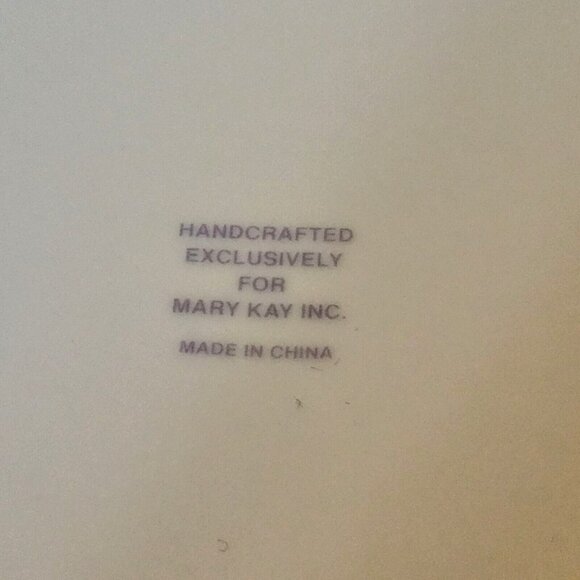 HANDCRAFTED
EXCLUSIVELY
FOR
MARY KAY INC.
MADE IN CHINA